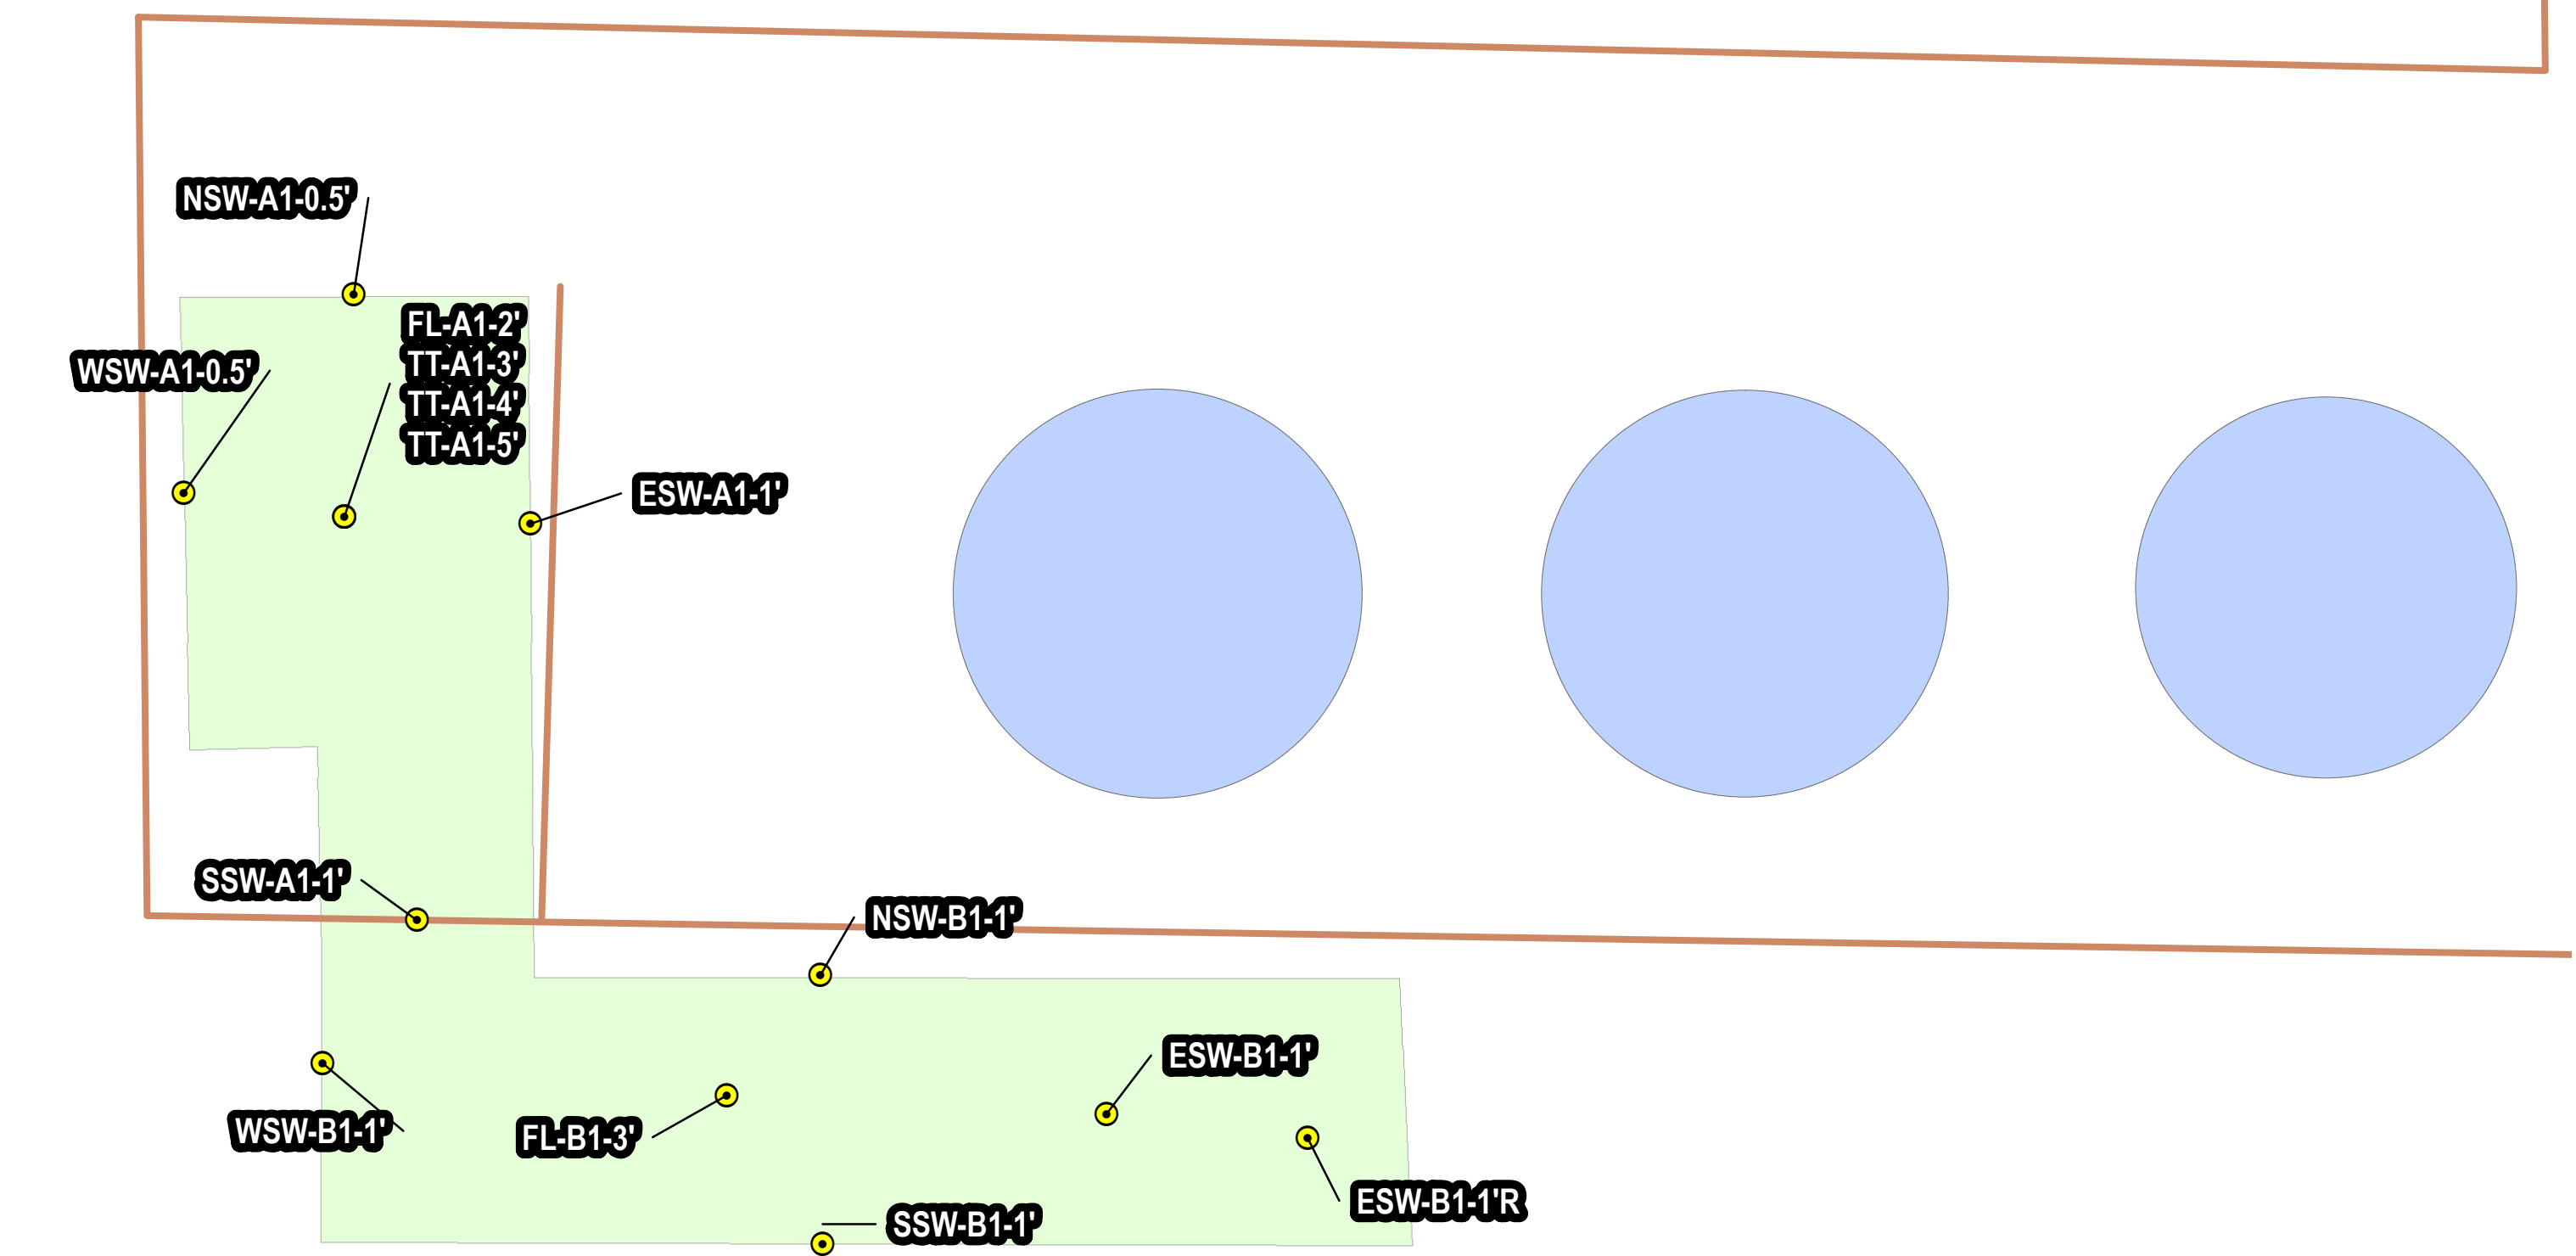 NSW-A1-0.5'
FL-A1-2'
TT-A1-3'
TT-A1-4'
TT-A1-5'
WSW-A1-0.5'
ESW-A1-1'
SSW-A1-1'
NSW-B1-1'
ESW-B1-1'
WSW-B1-1'
FL-B1-3'
ESW-B1-1'R
SSW-B1-1'